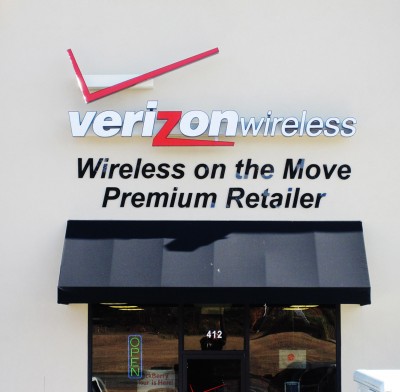 verizonwireless
Wireless on the Move
Premium Retailer
412
OPEN